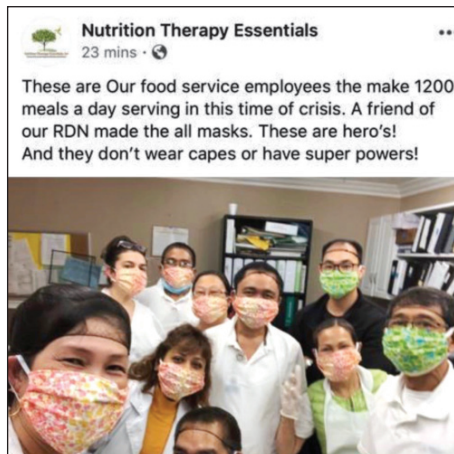 Nutrition Therapy Essentials
23 mins ·
These are Our food service employees the make 1200
meals a day serving in this time of crisis. A friend of
our RDN made the all masks. These are hero's!
And they don't wear capes or have super powers!